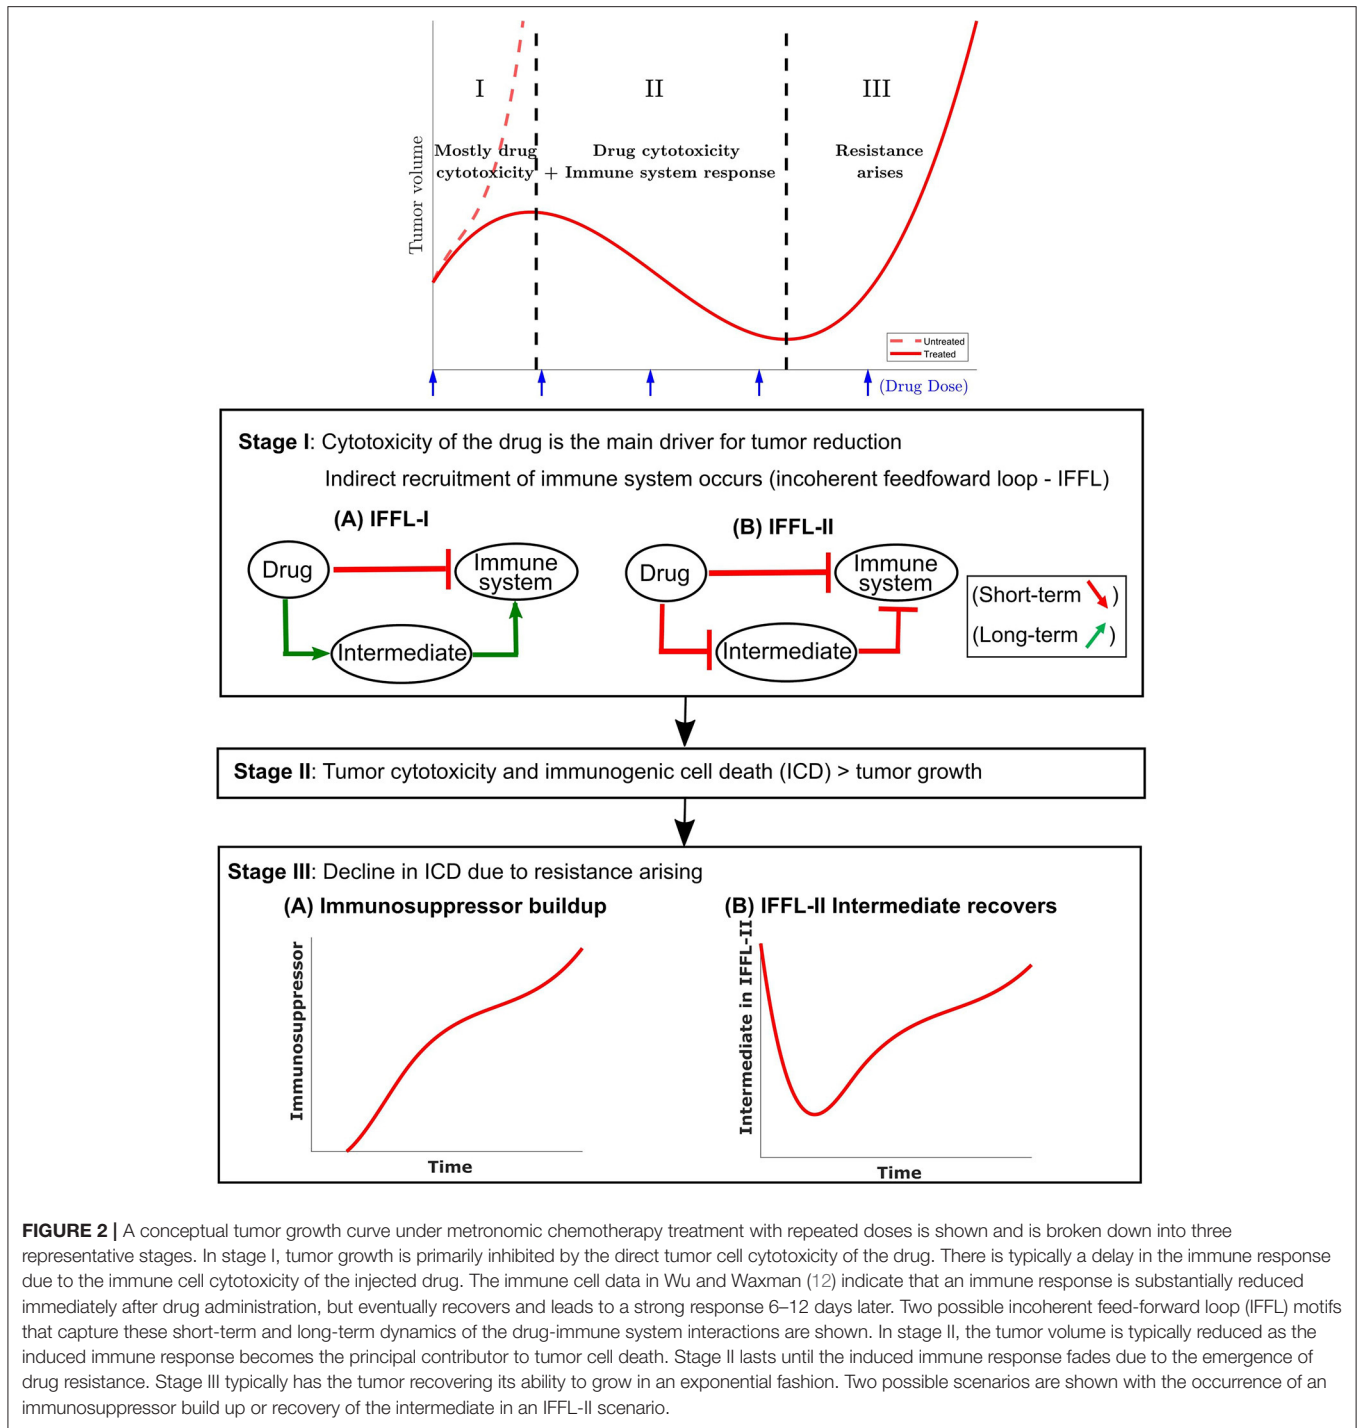 I
II
III
Tumor volume
Mostly drug
cytotoxicity
+
Drug cytotoxicity
Immune system response
Resistance
arises
Untreated
Treated
(Drug Dose)
Stage I: Cytotoxicity of the drug is the main driver for tumor reduction
Indirect recruitment of immune system occurs (incoherent feedfoward loop - IFFL)
(A) IFFL-I
Drug
Immune
system
Intermediate
(B) IFFL-II
Drug
Immune
system
Intermediate
(Short-term )
(Long-term )
Stage II: Tumor cytotoxicity and immunogenic cell death (ICD) > tumor growth
Stage III: Decline in ICD due to resistance arising
(A) Immunosuppressor buildup
Immunosuppressor
Time
(B) IFFL-II Intermediate recovers
Intermediate in IFFL-II
Time
FIGURE 2 | A conceptual tumor growth curve under metronomic chemotherapy treatment with repeated doses is shown and is broken down into three
representative stages. In stage I, tumor growth is primarily inhibited by the direct tumor cell cytotoxicity of the drug. There is typically a delay in the immune response
due to the immune cell cytotoxicity of the injected drug. The immune cell data in Wu and Waxman (12) indicate that an immune response is substantially reduced
immediately after drug administration, but eventually recovers and leads to a strong response 6–12 days later. Two possible incoherent feed-forward loop (IFFL) motifs
that capture these short-term and long-term dynamics of the drug-immune system interactions are shown. In stage II, the tumor volume is typically reduced as the
induced immune response becomes the principal contributor to tumor cell death. Stage II lasts until the induced immune response fades due to the emergence of
drug resistance. Stage III typically has the tumor recovering its ability to grow in an exponential fashion. Two possible scenarios are shown with the occurrence of an
immunosuppressor build up or recovery of the intermediate in an IFFL-II scenario.